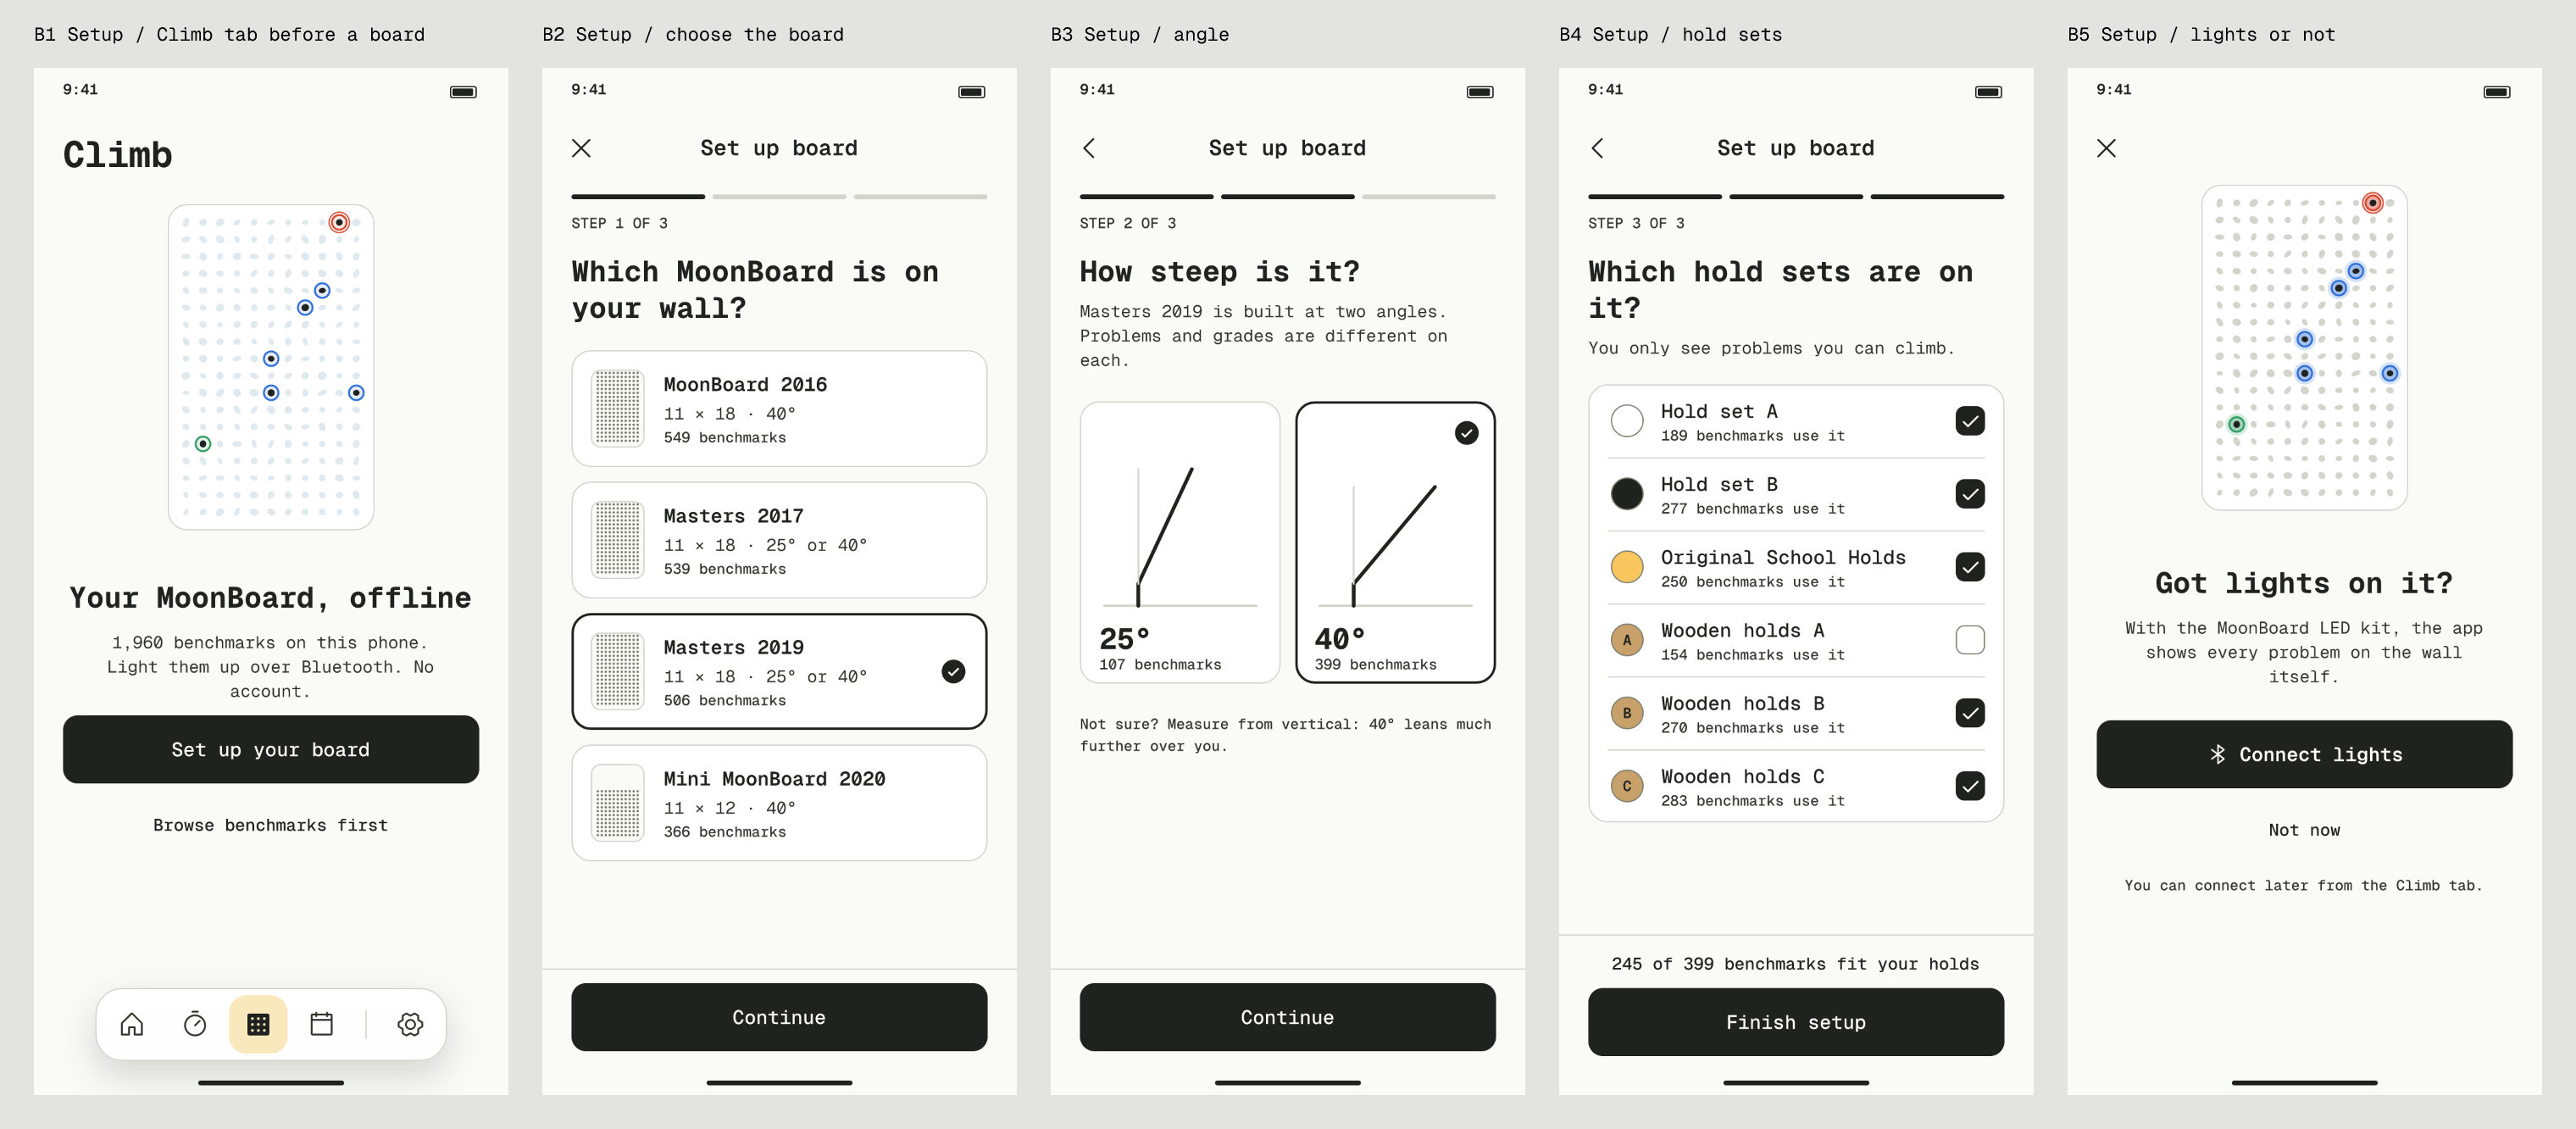 B1 Setup / Climb tab before a board
9:41
Climb
Your MoonBoard, offline
1,960 benchmarks on this phone.
Light them up over Bluetooth. No
account.
Set up your board
Browse benchmarks first
B2 Setup / choose the board
9:41
Set up board
STEP 1 OF 3
Which MoonBoard is on
your wall?
MoonBoard 2016
11 × 18 · 40°
549 benchmarks
Masters 2017
11 × 18 · 25° or 40°
539 benchmarks
Masters 2019
11 × 18 · 25° or 40°
506 benchmarks
Mini MoonBoard 2020
11 × 12 · 40°
366 benchmarks
Continue
B3 Setup / angle
9:41
Set up board
STEP 2 OF 3
How steep is it?
Masters 2019 is built at two angles.
Problems and grades are different on
each.
25°
107 benchmarks
40°
399 benchmarks
Not sure? Measure from vertical: 40° leans much
further over you.
Continue
B4 Setup / hold sets
9:41
Set up board
STEP 3 OF 3
Which hold sets are on
it?
You only see problems you can climb.
Hold set A
189 benchmarks use it
Hold set B
277 benchmarks use it
Original School Holds
250 benchmarks use it
A
Wooden holds A
154 benchmarks use it
B
Wooden holds B
270 benchmarks use it
C
Wooden holds C
283 benchmarks use it
245 of 399 benchmarks fit your holds
Finish setup
B5 Setup / lights or not
9:41
Got lights on it?
With the MoonBoard LED kit, the app
shows every problem on the wall
itself.
Connect lights
Not now
You can connect later from the Climb tab.